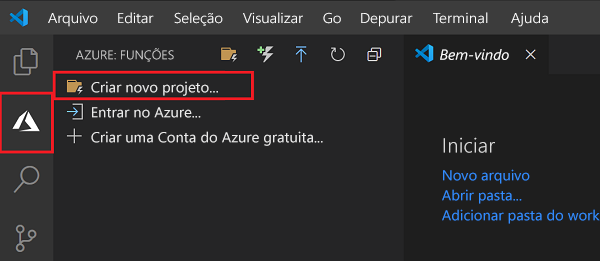 Arquivo Editar Seleção Visualizar Go Depurar Terminal Ajuda
AZURE: FUNÇÕES
Bem-vindo
Criar novo projeto...
Entrar no Azure...
Criar uma Conta do Azure gratuita...
Iniciar
Novo arquivo
Abrir pasta...
Adicionar pasta do work